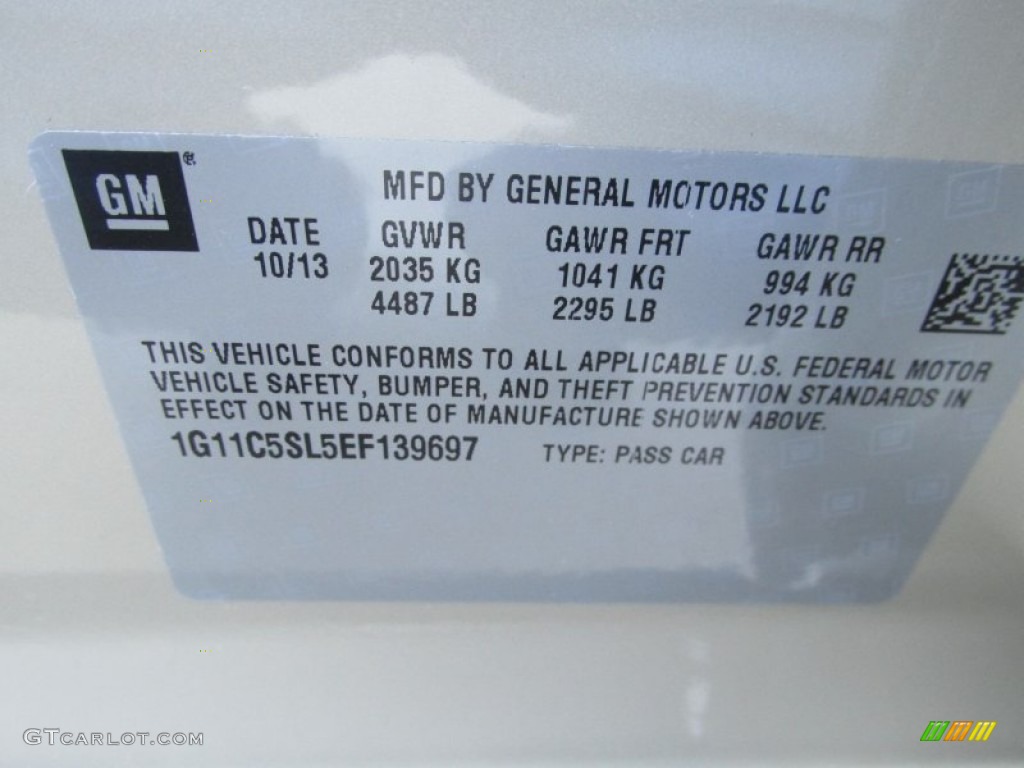 GM®
MFD BY GENERAL MOTORS LLC
DATE GVWR GAWR FRT GAWR RR
10/13 2035 KG 1041 KG 994 KG
4487 LB 2295 LB 2192 LB
THIS VEHICLE CONFORMS TO ALL APPLICABLE U.S. FEDERAL MOTOR
VEHICLE SAFETY, BUMPER, AND THEFT PREVENTION STANDARDS IN
EFFECT ON THE DATE OF MANUFACTURE SHOWN ABOVE.
1G11C5SL5EF139697 TYPE: PASS CAR
GTCARLOT.COM